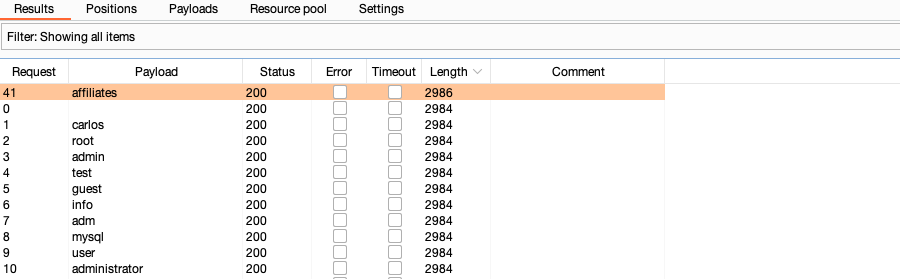 Results Positions Payloads Resource pool Settings
Filter: Showing all items
Request Payload Status Error Timeout Length Comment
41 affiliates 200 2986
0 200 2984
1 carlos 200 2984
2 root 200 2984
3 admin 200 2984
4 test 200 2984
5 guest 200 2984
6 info 200 2984
7 adm 200 2984
8 mysql 200 2984
9 user 200 2984
10 administrator 200 2984